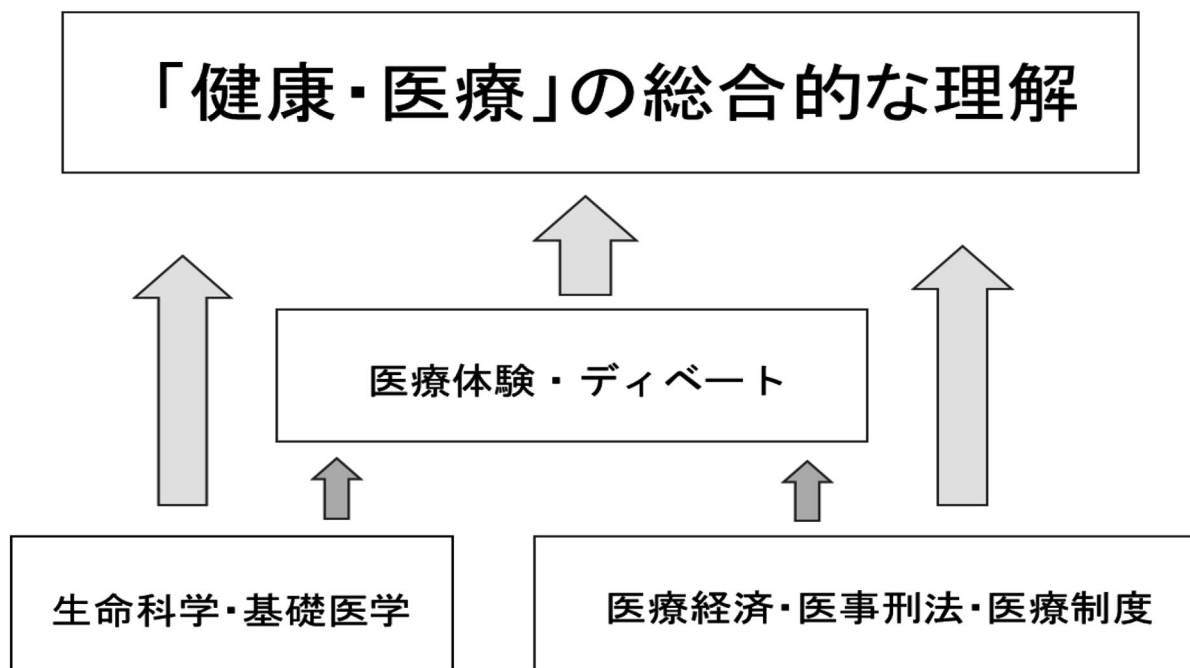 「健康・医療」の総合的な理解
医療体験・ディベート
生命科学・基礎医学
医療経済・医事刑法・医療制度